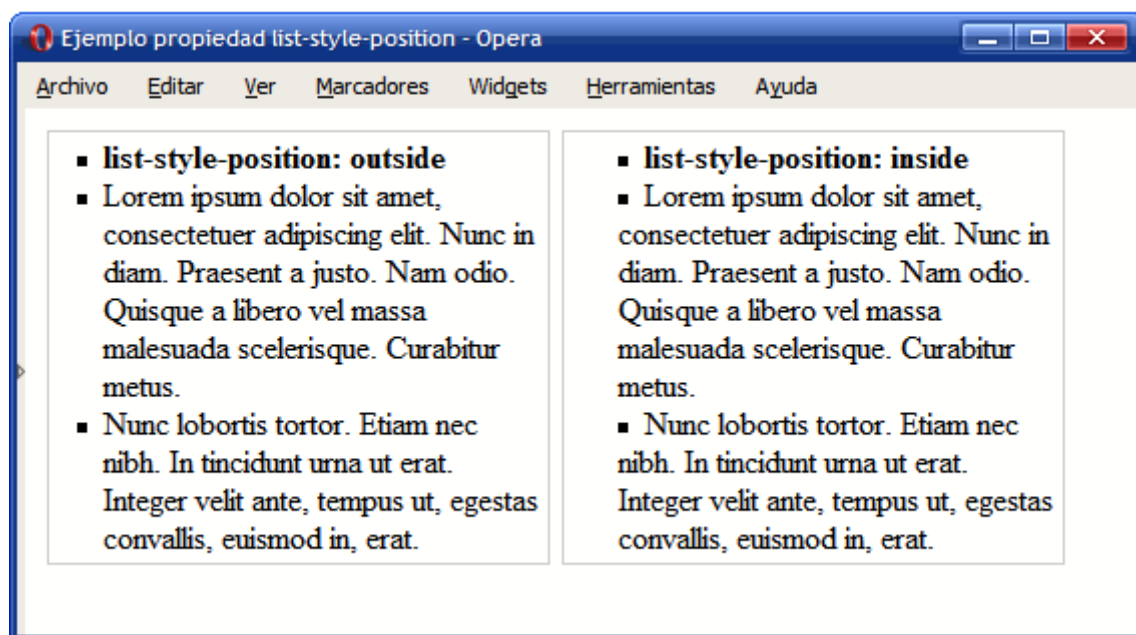 Ejemplo propiedad list-style-position - Opera
Archivo Editar Ver Marcadores Widgets Herramientas Ayuda
list-style-position: outside
Lorem ipsum dolor sit amet,
consectetuer adipiscing elit. Nunc in
diam. Praesent a justo. Nam odio.
Quisque a libero vel massa
malesuada scelerisque. Curabitur
metus.
Nunc lobortis tortor. Etiam nec
nibh. In tincidunt urna ut erat.
Integer velit ante, tempus ut, egestas
convallis, euismod in, erat.
list-style-position: inside
Lorem ipsum dolor sit amet,
consectetuer adipiscing elit. Nunc in
diam. Praesent a justo. Nam odio.
Quisque a libero vel massa
malesuada scelerisque. Curabitur
metus.
Nunc lobortis tortor. Etiam nec
nibh. In tincidunt urna ut erat.
Integer velit ante, tempus ut, egestas
convallis, euismod in, erat.